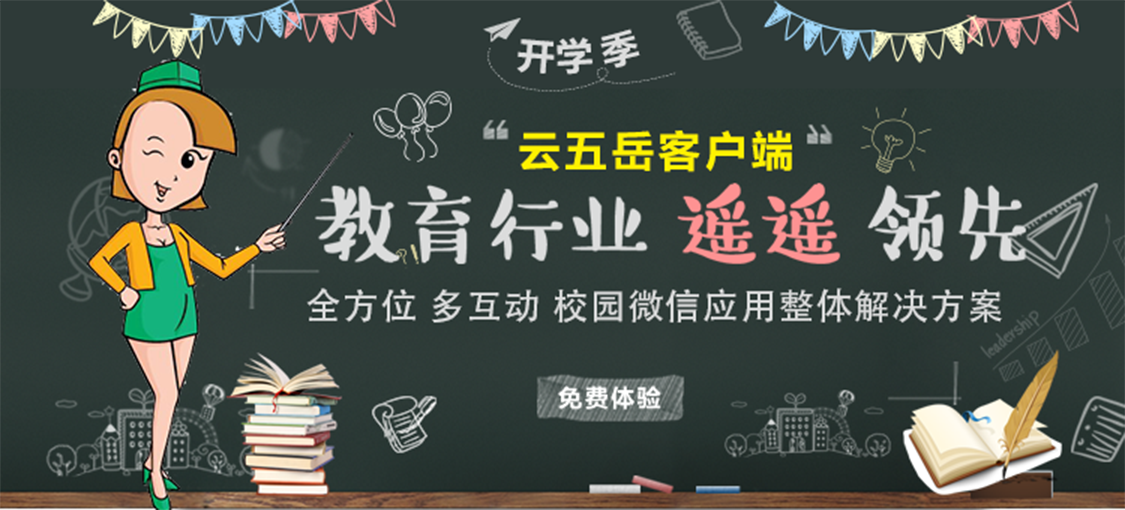 开学季
“云五岳客户端”
教育行业 遥遥 领先
全方位 多互动 校园微信应用整体解决方案
leadership
免费体验